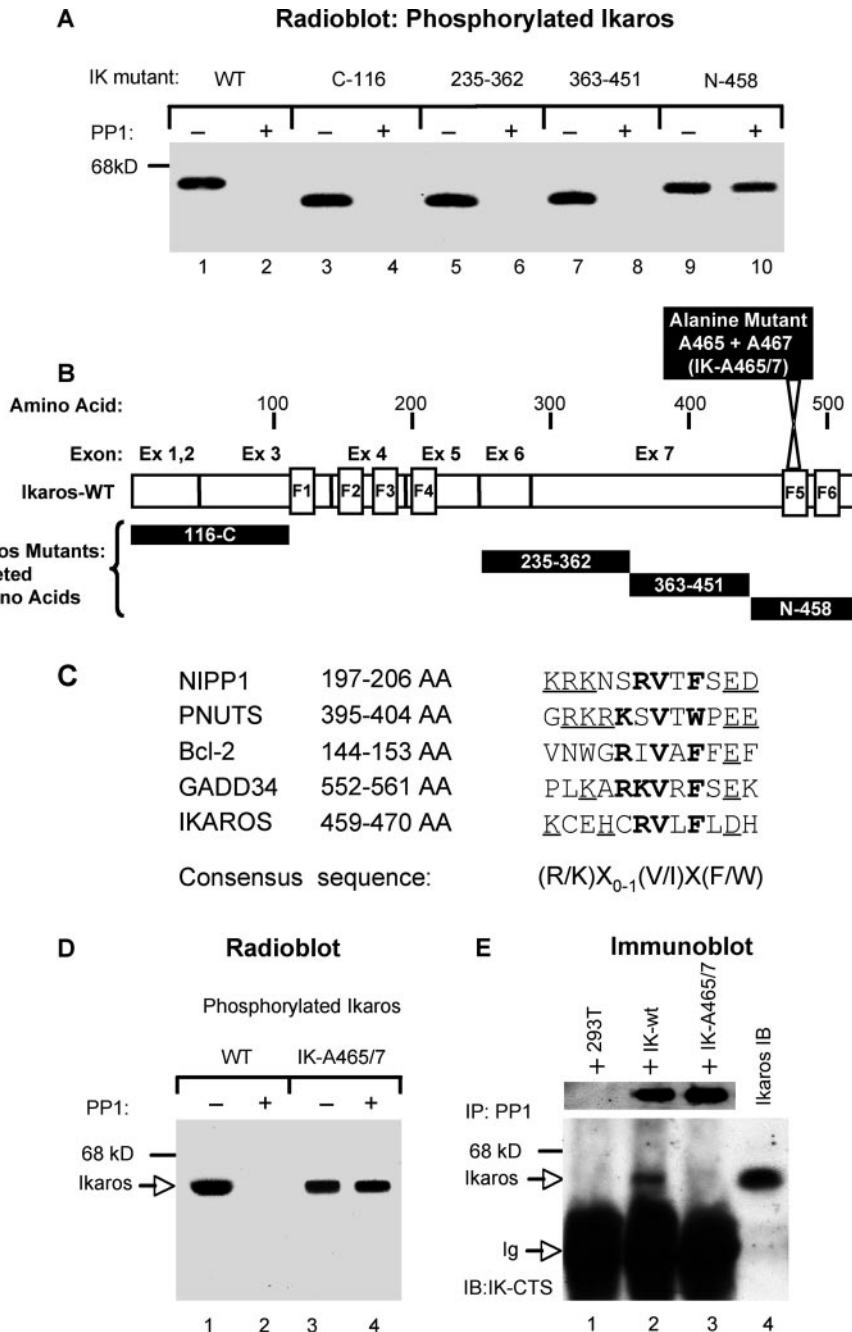 A Radioblot: Phosphorylated Ikaros
IK mutant: WT C-116 235-362 363-451 N-458
PP1: – + – + – + – + – +
68kD
1 2 3 4 5 6 7 8 9 10
Alanine Mutant
A465 + A467
(IK-A465/7)
B
Amino Acid: 100 200 300 400 500
Exon: Ex 1,2 Ex 3 Ex 4 Ex 5 Ex 6 Ex 7
Ikaros-WT F1 F2 F3 F4 F5 F6
116-C
os Mutants: 235-362
eted 363-451
no Acids N-458
C NIPP1 197-206 AA KRKNSRVTFSED
PNUTS 395-404 AA GRKRKSVTWPEE
Bcl-2 144-153 AA VNWGRIVAFFEF
GADD34 552-561 AA PLKARKVRFSEK
IKAROS 459-470 AA KCEHCRVLFLDH
Consensus sequence: (R/K)X0-1(V/I)X(F/W)
D Radioblot
Phosphorylated Ikaros
WT IK-A465/7
PP1: – + – +
68 kD
Ikaros
1 2 3 4
E Immunoblot
+ 293T + IK-wt + IK-A465/7 Ikaros IB
IP: PP1
68 kD
Ikaros
Ig
IB:IK-CTS
1 2 3 4